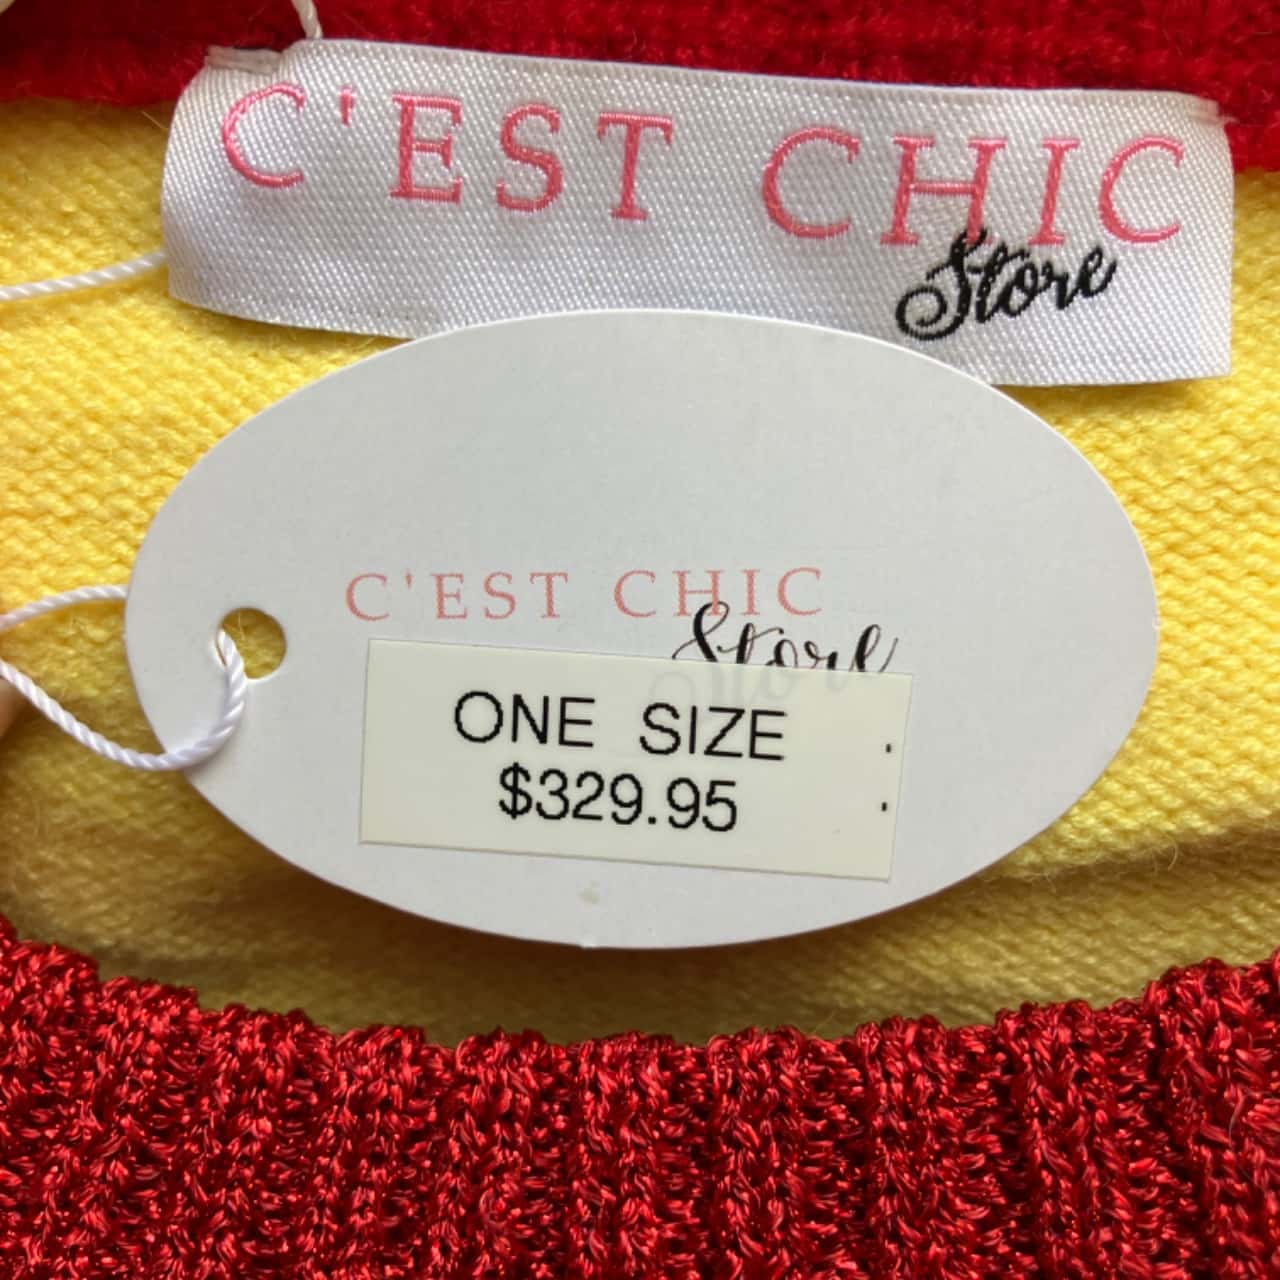 C'EST CHIC
Store
C'EST CHIC
Store
ONE SIZE
$329.95